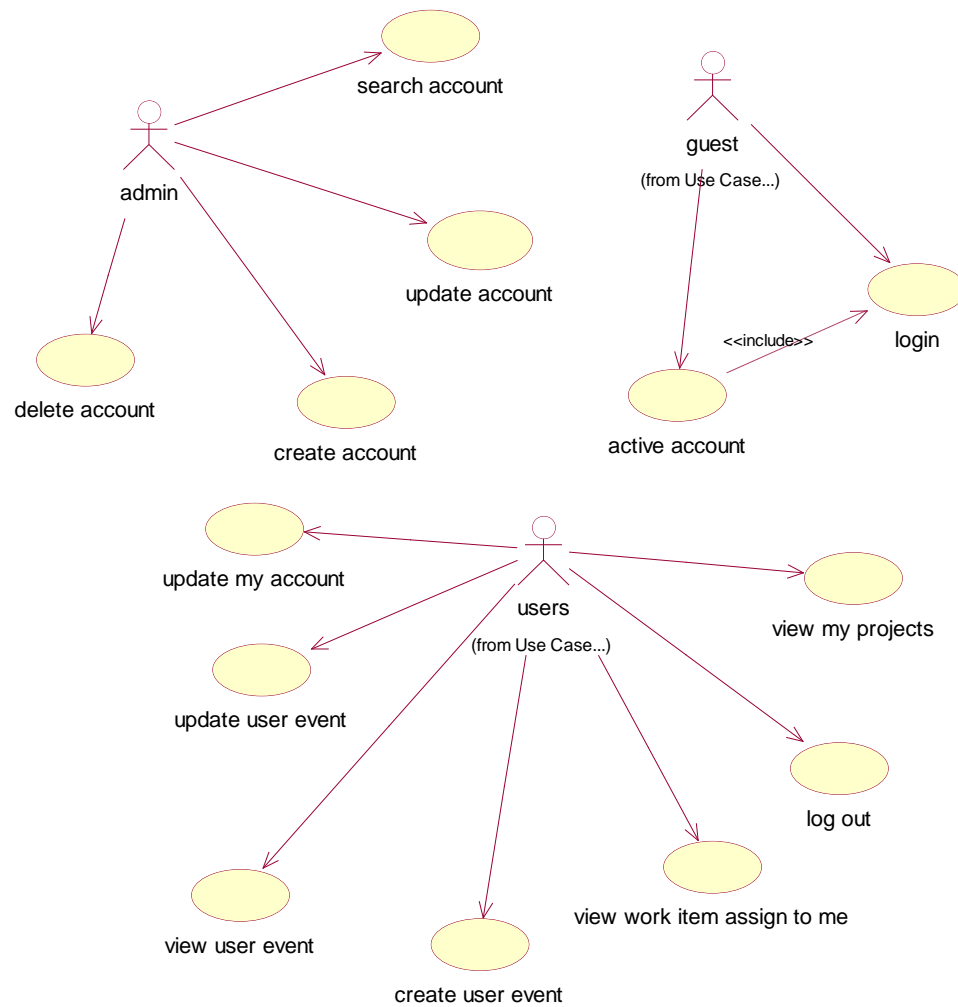 search account
admin
guest
(from Use Case...)
update account
login
<<include>>
delete account
create account
active account
update my account
users
(from Use Case...)
view my projects
update user event
log out
view work item assign to me
view user event
create user event